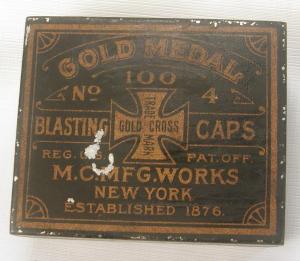 GOLD MEDAL
100
No 4
TRADE
BLASTING GOLD CROSS CAPS
MARK
REG. U.S. PAT. OFF.
M.C. MFG. WORKS
NEW YORK
ESTABLISHED 1876.